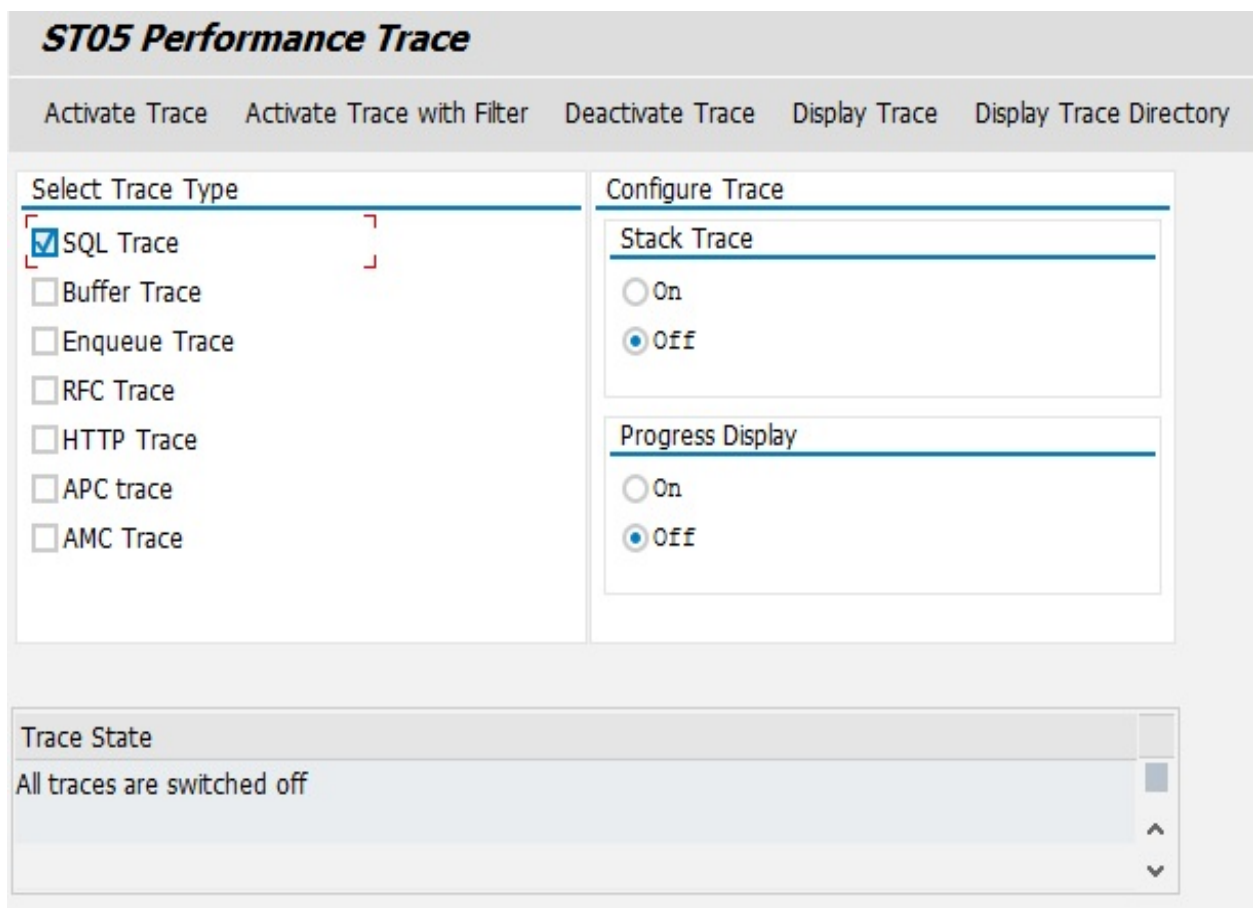 ST05 Performance Trace
Activate Trace Activate Trace with Filter Deactivate Trace Display Trace Display Trace Directory
Select Trace Type
SQL Trace
Buffer Trace
Enqueue Trace
RFC Trace
HTTP Trace
APC trace
AMC Trace
Configure Trace
Stack Trace
On
Off
Progress Display
On
Off
Trace State
All traces are switched off